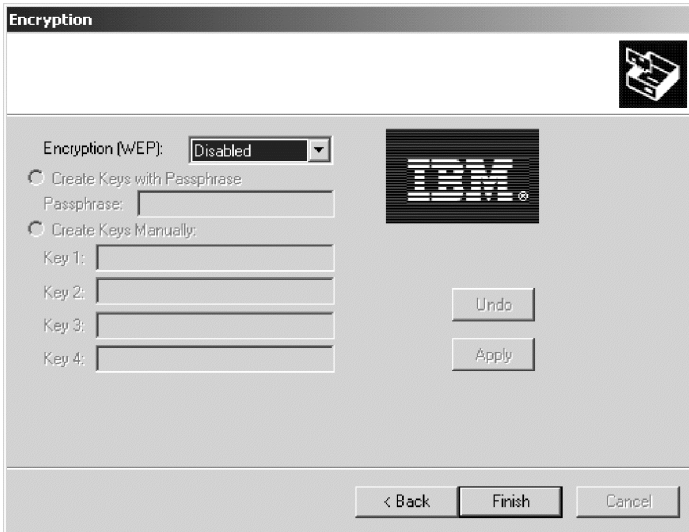 Encryption
Encryption (WEP): Disabled
IBM®
Create Keys with Passphrase
Passphrase:
Create Keys Manually:
Key 1:
Key 2:
Key 3:
Key 4:
Undo
Apply
< Back Finish Cancel